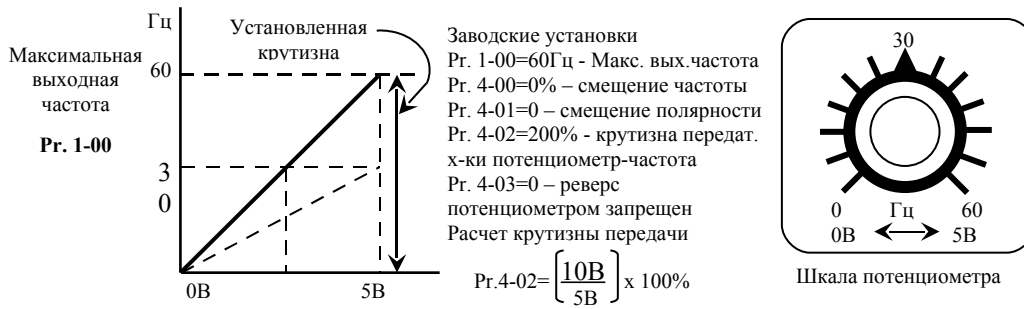 Гц
Максимальная
выходная
частота
Pr. 1-00
60
3
0
0В
5В
Установленная
крутизна
Заводские установки
Pr. 1-00=60Гц - Макс. вых.частота
Pr. 4-00=0% – смещение частоты
Pr. 4-01=0 – смещение полярности
Pr. 4-02=200% - крутизна передат.
х-ки потенциометр-частота
Pr. 4-03=0 – реверс
потенциометром запрещен
Расчет крутизны передачи
Pr.4-02= [10В / 5В] x 100%
30
0 Гц 60
0В 5В
Шкала потенциометра